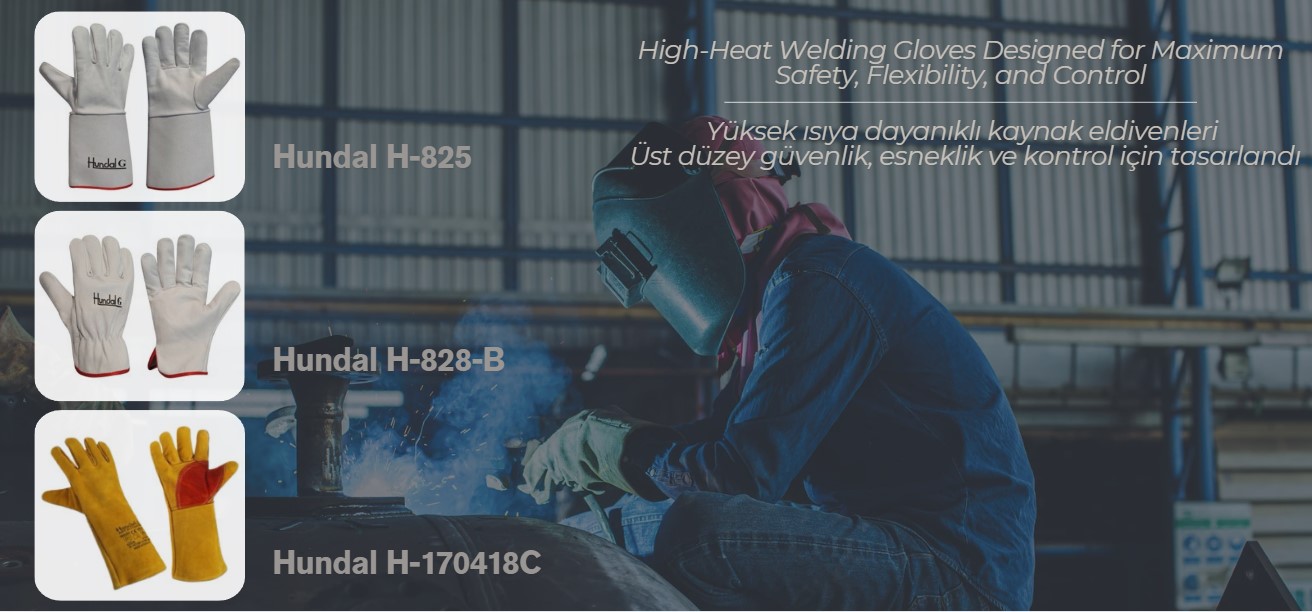 High-Heat Welding Gloves Designed for Maximum
Safety, Flexibility, and Control
Yüksek ısıya dayanıklı kaynak eldivenleri
Üst düzey güvenlik, esneklik ve kontrol için tasarlandı
Hundal G
Hundal H-825
Hundal G
Hundal H-828-B
Hundal
Hundal H-170418C